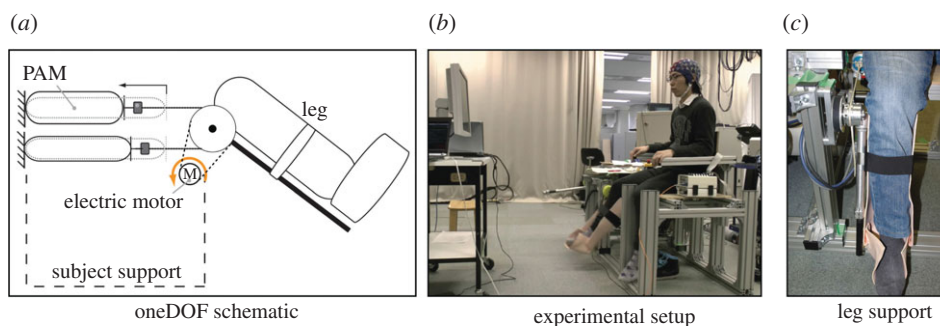 (a)
(b)
(c)
PAM
leg
M
electric motor
subject support
oneDOF schematic
experimental setup
leg support